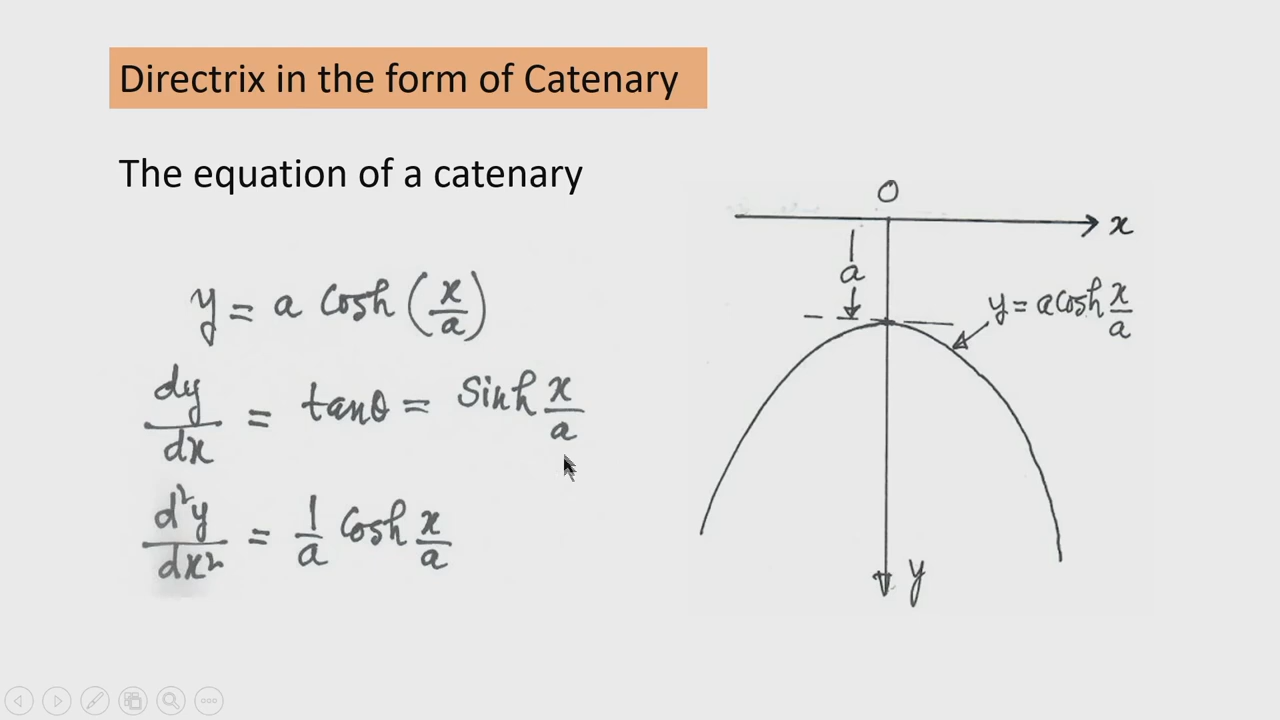 Directrix in the form of Catenary
The equation of a catenary
y = a Cosh (x/a)
dy/dx = tanθ = Sinh x/a
d²y/dx² = 1/a Cosh x/a
O
x
a
y = a Cosh x/a
y